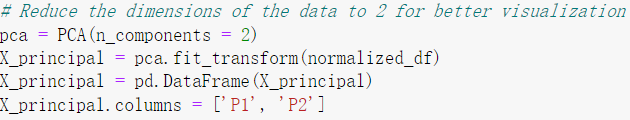 # Reduce the dimensions of the data to 2 for better visualization
pca = PCA(n_components = 2)
X_principal = pca.fit_transform(normalized_df)
X_principal = pd.DataFrame(X_principal)
X_principal.columns = ['P1', 'P2']